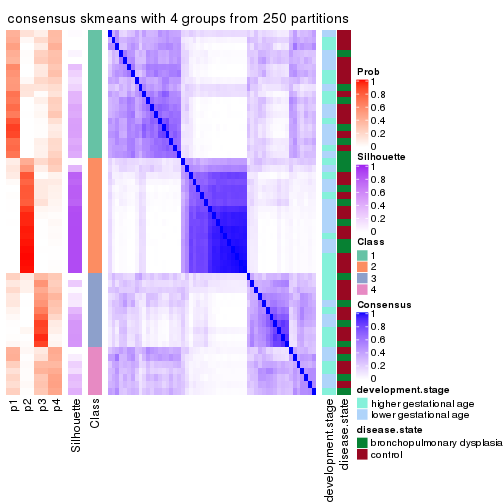 consensus skmeans with 4 groups from 250 partitions
Prob
1
0.8
0.6
0.4
0.2
0
Silhouette
1
0.8
0.6
0.4
0.2
0
Class
1
2
3
4
Consensus
1
0.8
0.6
0.4
0.2
0
development.stage
higher gestational age
lower gestational age
disease.state
bronchopulmonary dysplasia
control
p1
p2
p3
p4
Silhouette
Class
development.stage
disease.state